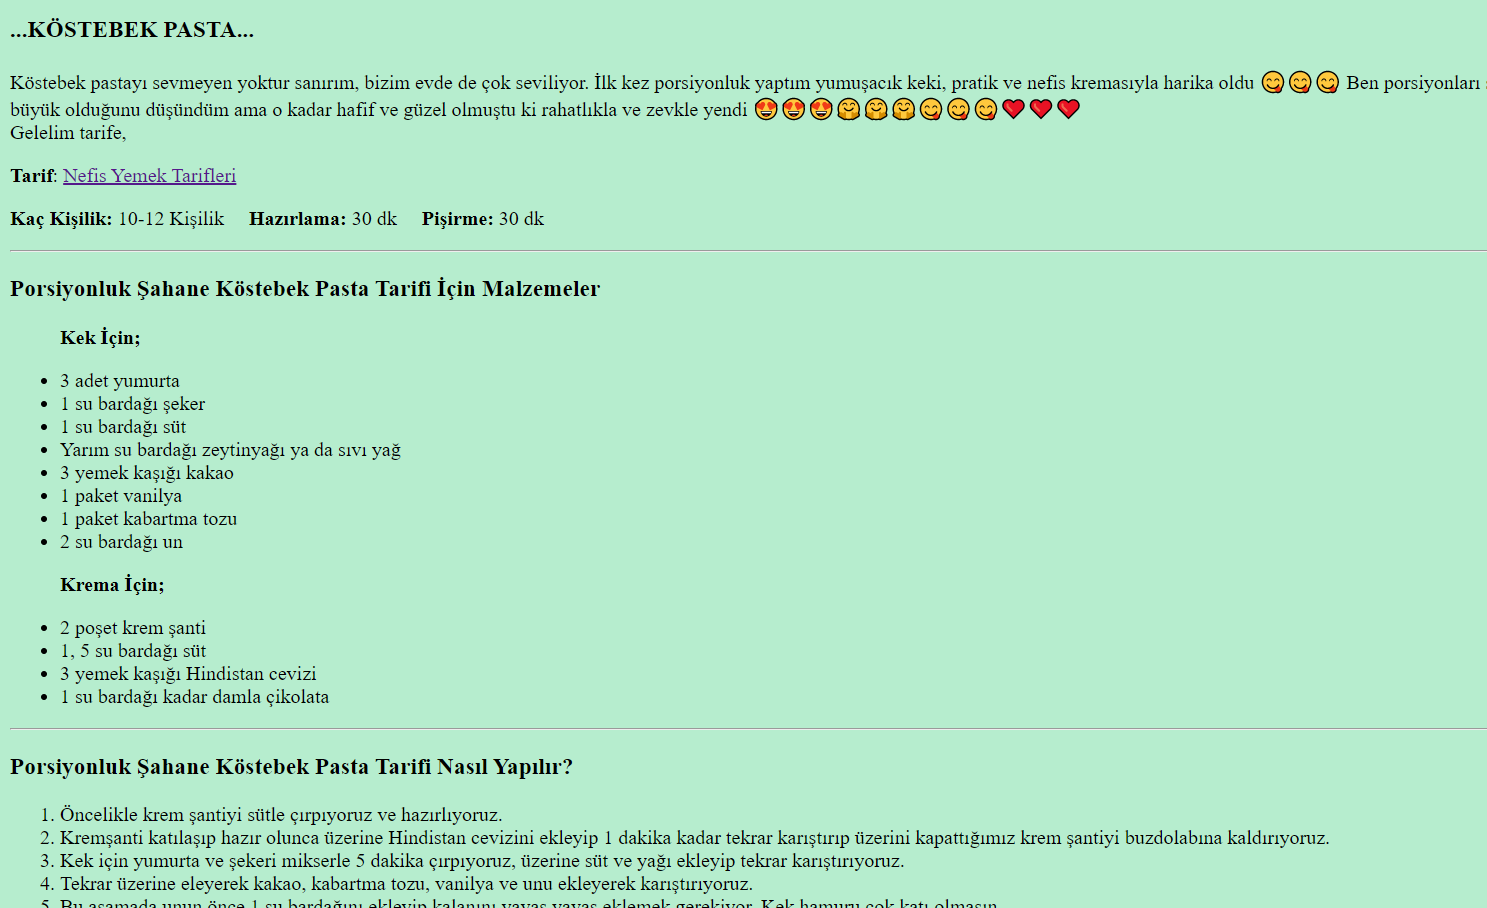 ...KÖSTEBEK PASTA...
Köstebek pastayı sevmeyen yoktur sanırım, bizim evde de çok seviliyor. İlk kez porsiyonluk yaptım yumuşacık keki, pratik ve nefis kremasıyla harika oldu 😋😋😋 Ben porsiyonları
büyük olduğunu düşündüm ama o kadar hafif ve güzel olmuştu ki rahatlıkla ve zevkle yendi 😍😍😍🤗🤗🤗😋😋😋❤❤❤
Gelelim tarife,
Tarif: Nefis Yemek Tarifleri
Kaç Kişilik: 10-12 Kişilik Hazırlama: 30 dk Pişirme: 30 dk
Porsiyonluk Şahane Köstebek Pasta Tarifi İçin Malzemeler
Kek İçin;
• 3 adet yumurta
• 1 su bardağı şeker
• 1 su bardağı süt
• Yarım su bardağı zeytinyağı ya da sıvı yağ
• 3 yemek kaşığı kakao
• 1 paket vanilya
• 1 paket kabartma tozu
• 2 su bardağı un
Krema İçin;
• 2 poşet krem şanti
• 1, 5 su bardağı süt
• 3 yemek kaşığı Hindistan cevizi
• 1 su bardağı kadar damla çikolata
Porsiyonluk Şahane Köstebek Pasta Tarifi Nasıl Yapılır?
1. Öncelikle krem şantiyi sütle çırpıyoruz ve hazırlıyoruz.
2. Kremşanti katılaşıp hazır olunca üzerine Hindistan cevizini ekleyip 1 dakika kadar tekrar karıştırıp üzerini kapattığımız krem şantiyi buzdolabına kaldırıyoruz.
3. Kek için yumurta ve şekeri mikserle 5 dakika çırpıyoruz, üzerine süt ve yağı ekleyip tekrar karıştırıyoruz.
4. Tekrar üzerine eleyerek kakao, kabartma tozu, vanilya ve unu ekleyerek karıştırıyoruz.
5. Bu aşamada unun önce 1 su bardağını ekleyip kalanını yavaş yavaş eklemek gerekiyor. Kek hamuru çok katı olmasın